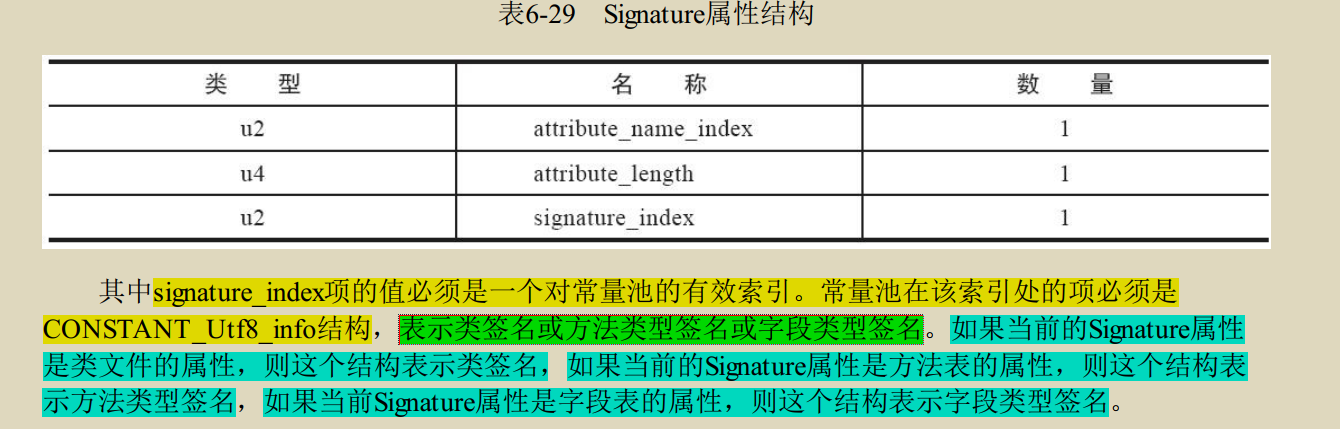 表6-29 Signature属性结构
类 型 名 称 数 量
u2 attribute_name_index 1
u4 attribute_length 1
u2 signature_index 1
其中signature_index项的值必须是一个对常量池的有效索引。常量池在该索引处的项必须是
CONSTANT_Utf8_info结构，表示类签名或方法类型签名或字段类型签名。如果当前的Signature属性
是类文件的属性，则这个结构表示类签名，如果当前的Signature属性是方法表的属性，则这个结构表
示方法类型签名，如果当前Signature属性是字段表的属性，则这个结构表示字段类型签名。